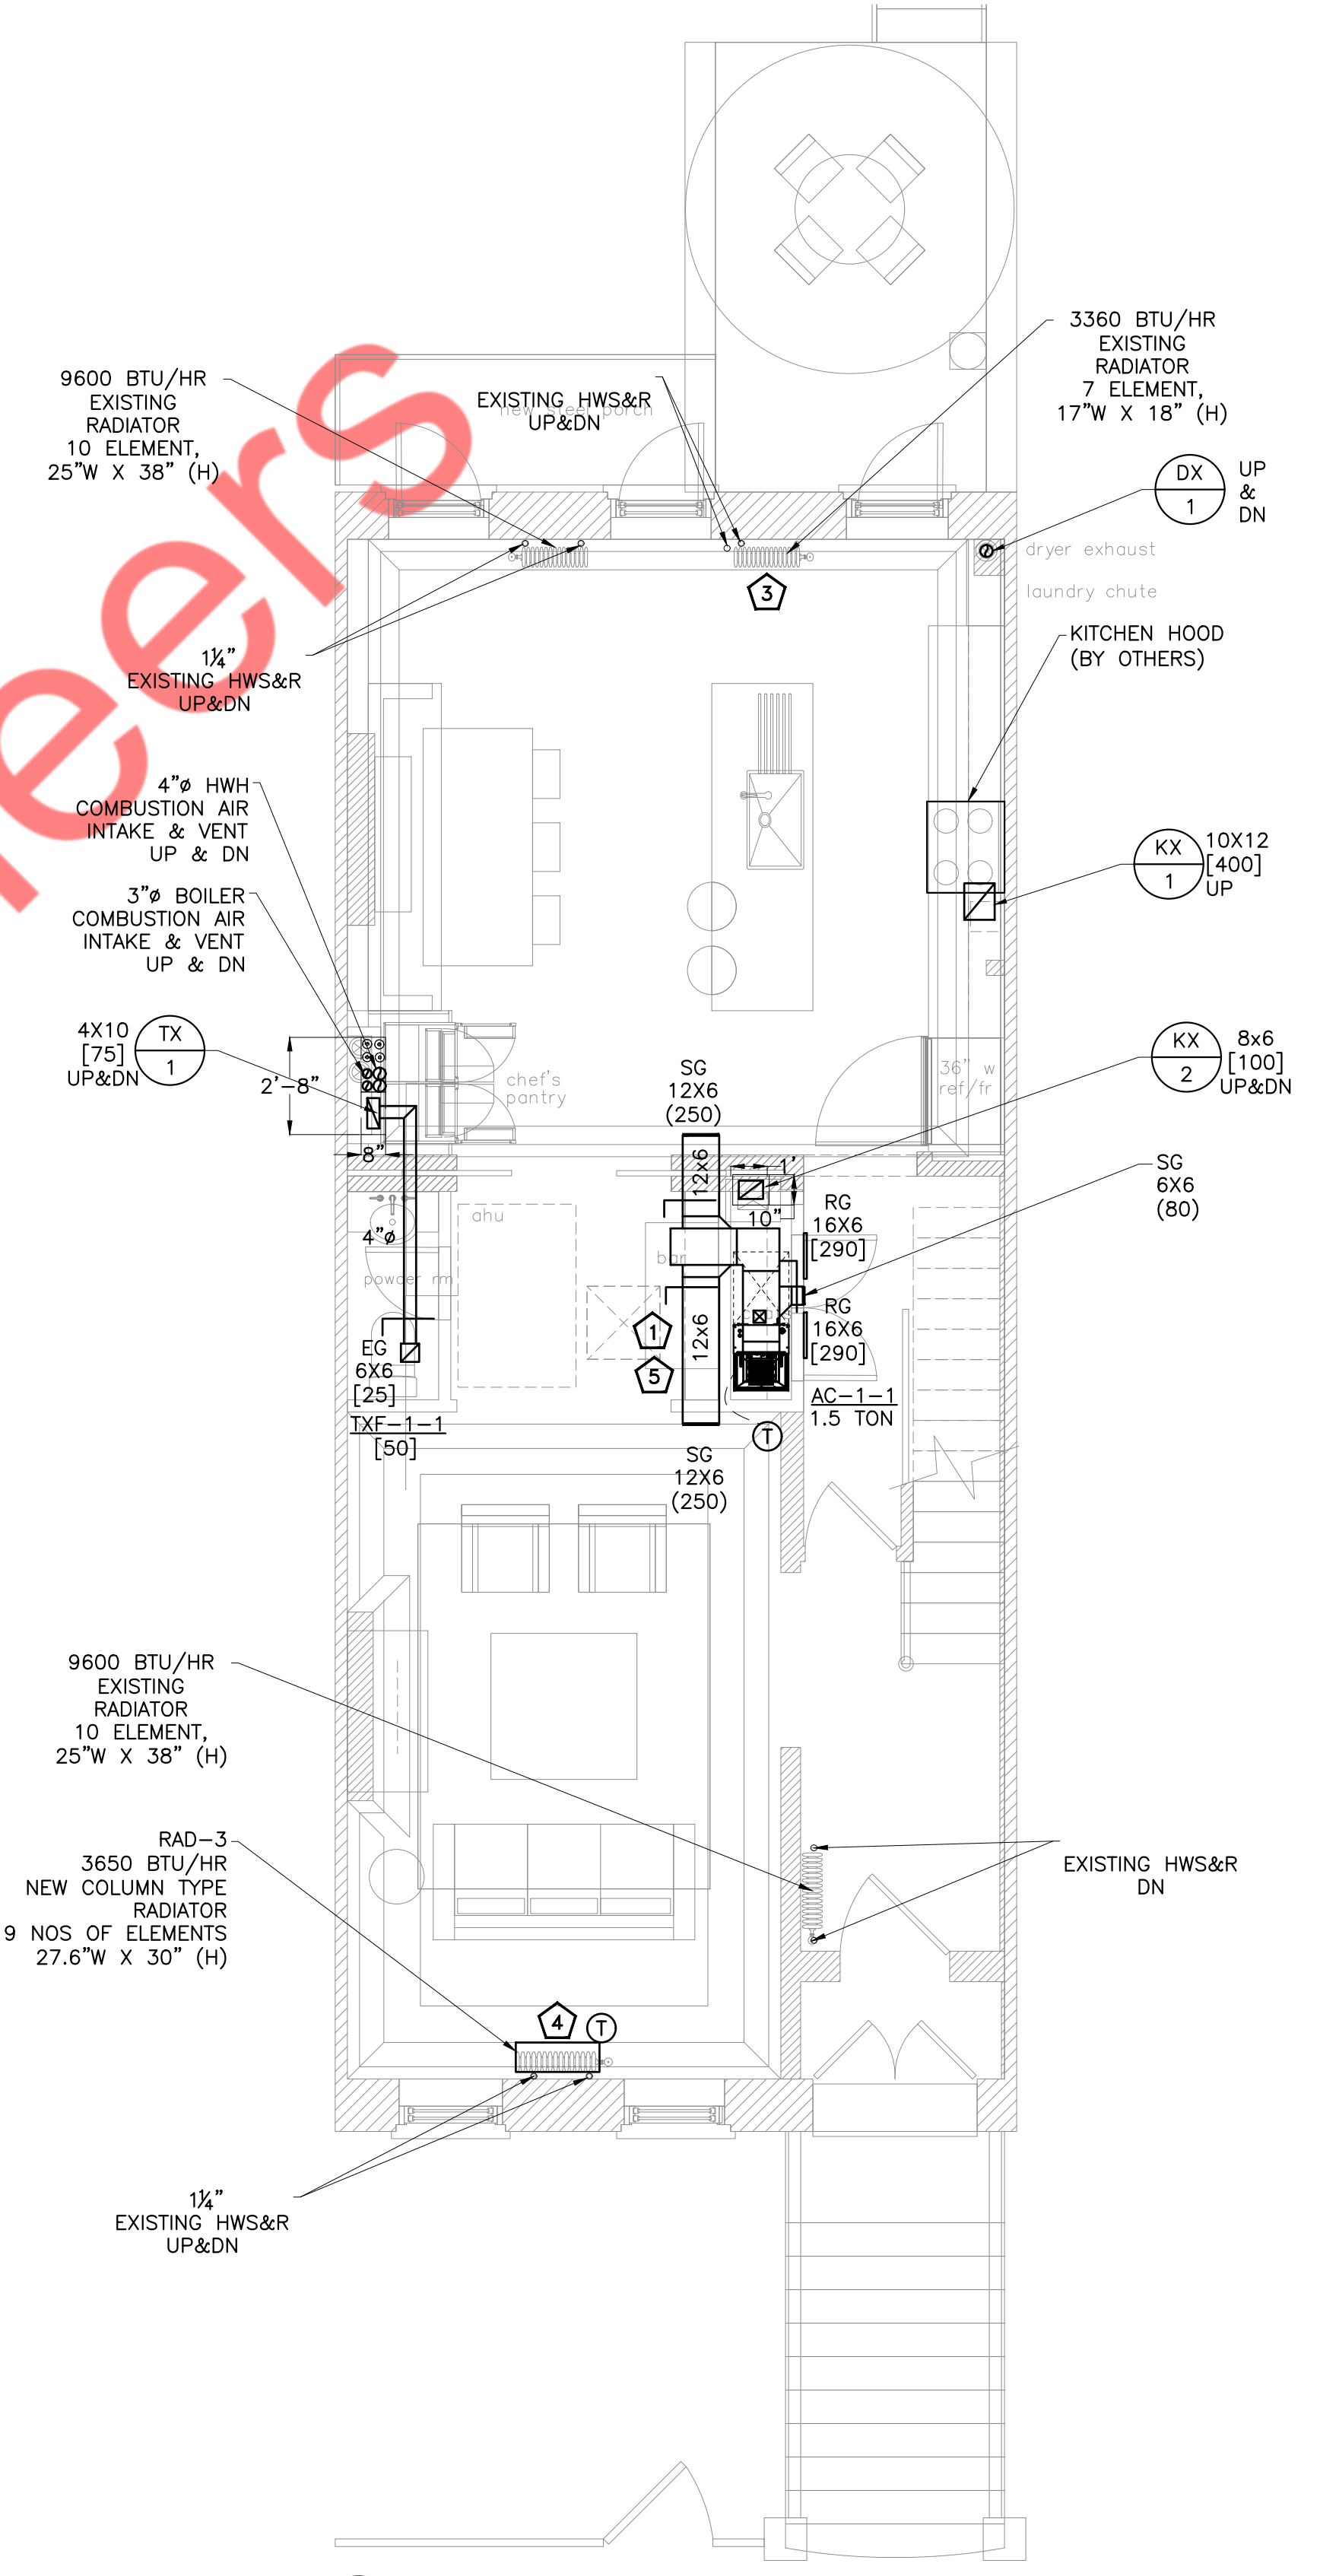 9600 BTU/HR
EXISTING
RADIATOR
10 ELEMENT,
25"W X 38" (H)
EXISTING HWS&R
UP&DN
new steel porch
3360 BTU/HR
EXISTING
RADIATOR
7 ELEMENT,
17"W X 18" (H)
DX
1
UP
&
DN
dryer exhaust
laundry chute
3
KITCHEN HOOD
(BY OTHERS)
1¼"
EXISTING HWS&R
UP&DN
eers
4"ø HWH
COMBUSTION AIR
INTAKE & VENT
UP & DN
3"ø BOILER
COMBUSTION AIR
INTAKE & VENT
UP & DN
KX
1
10X12
[400]
UP
4X10
[75]
UP&DN
TX
1
2'-8"
8"
chef's
pantry
SG
12X6
(250)
36" w
ref/fr
KX
2
8x6
[100]
UP&DN
12x6
1'
10"
SG
6X6
(80)
RG
16X6
[290]
ahu
4"ø
powder rm
bar
1
5
12x6
RG
16X6
[290]
EG
6X6
[25]
TXF-1-1
[50]
AC-1-1
1.5 TON
T
SG
12X6
(250)
9600 BTU/HR
EXISTING
RADIATOR
10 ELEMENT,
25"W X 38" (H)
RAD-3
3650 BTU/HR
NEW COLUMN TYPE
RADIATOR
9 NOS OF ELEMENTS
27.6"W X 30" (H)
EXISTING HWS&R
DN
4
T
1¼"
EXISTING HWS&R
UP&DN